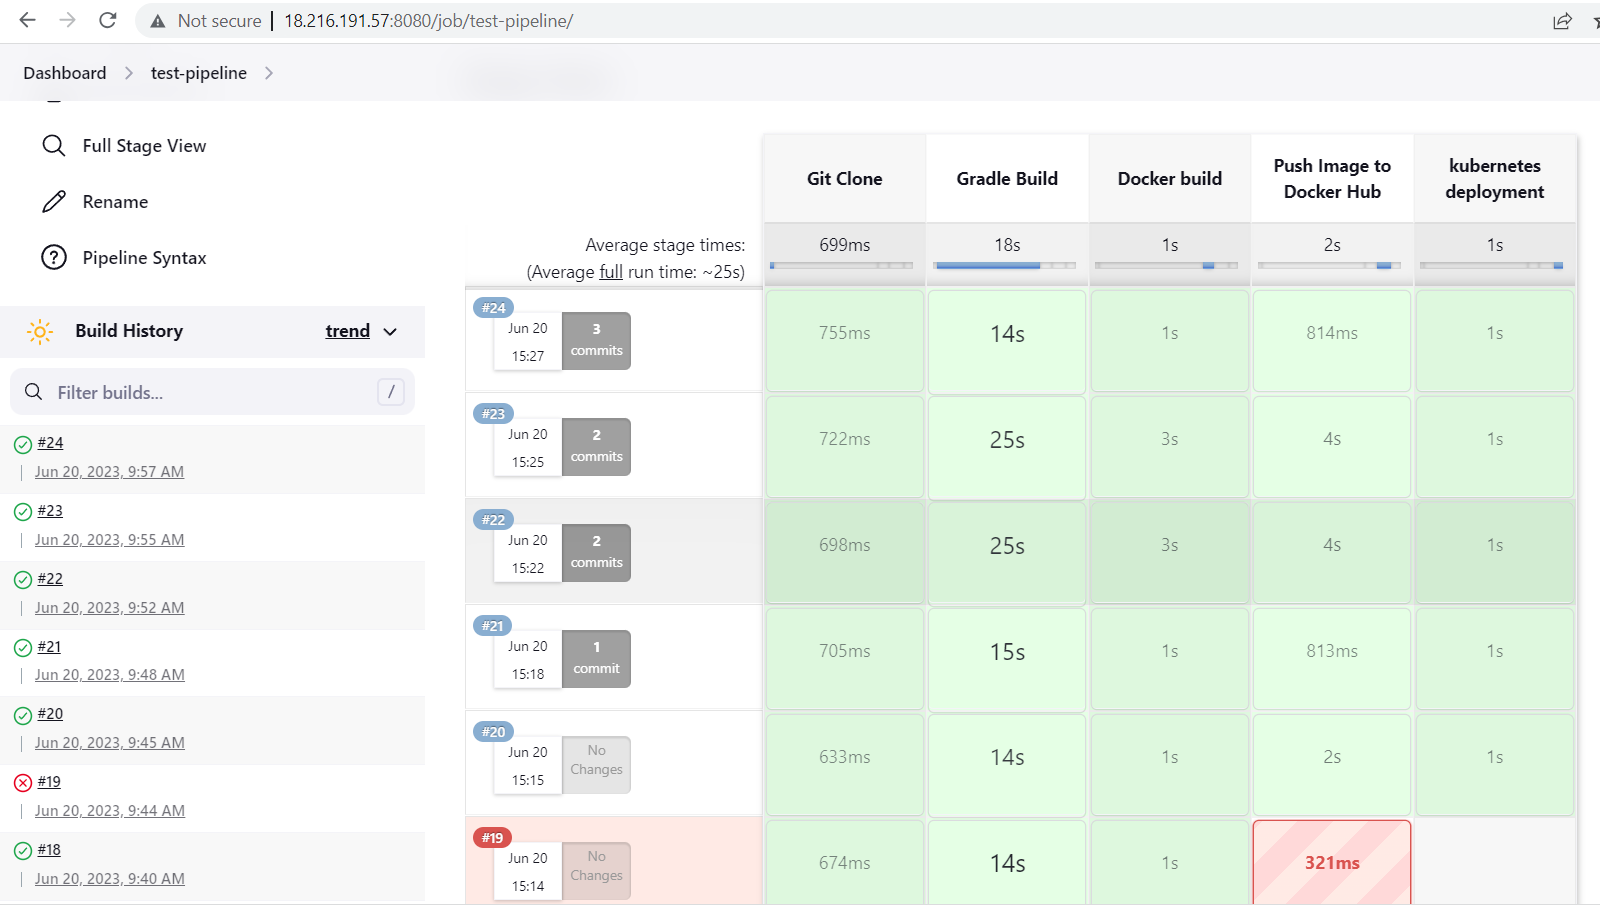 Not secure | 18.216.191.57:8080/job/test-pipeline/
Dashboard > test-pipeline >
Full Stage View
Rename
Pipeline Syntax
Build History trend
Filter builds... /
#24
Jun 20, 2023, 9:57 AM
#23
Jun 20, 2023, 9:55 AM
#22
Jun 20, 2023, 9:52 AM
#21
Jun 20, 2023, 9:48 AM
#20
Jun 20, 2023, 9:45 AM
#19
Jun 20, 2023, 9:44 AM
#18
Jun 20, 2023, 9:40 AM
Git Clone
Gradle Build
Docker build
Push Image to
Docker Hub
kubernetes
deployment
Average stage times:
(Average full run time: ~25s)
699ms 18s 1s 2s 1s
#24
Jun 20
15:27
3
commits
755ms 14s 1s 814ms 1s
#23
Jun 20
15:25
2
commits
722ms 25s 3s 4s 1s
#22
Jun 20
15:22
2
commits
698ms 25s 3s 4s 1s
#21
Jun 20
15:18
1
commit
705ms 15s 1s 813ms 1s
#20
Jun 20
15:15
No
Changes
633ms 14s 1s 2s 1s
#19
Jun 20
15:14
No
Changes
674ms 14s 1s 321ms